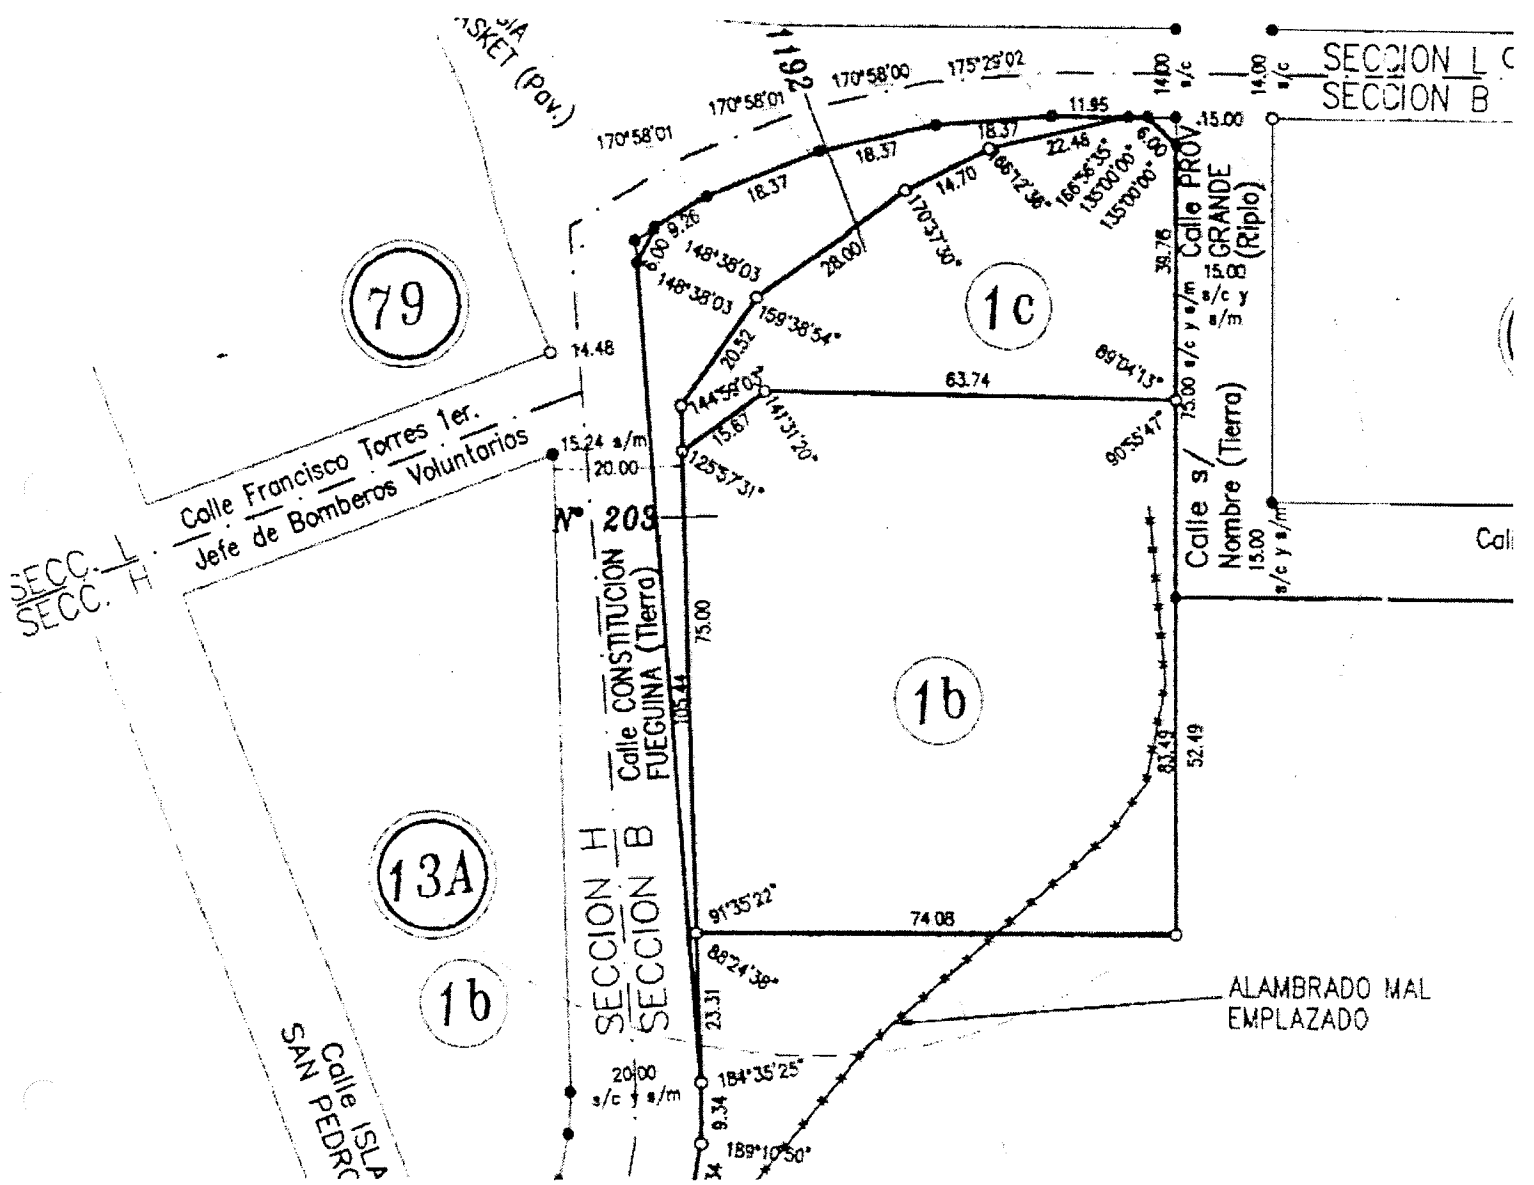 SKET (Pav.)
1192
170°58'01
170°58'01
170°58'00
175°29'02
14.00
s/c
14.00
s/c
SECCION L
SECCION B
15.00
11.95
18.37
22.46
6.00
18.37
18.37
9.26
6.00
14.70
166°12'36"
166°56'35"
135°00'00"
135°00'00"
Calle PROV.
GRANDE
(Riplo)
148°38'03
148°38'03
28.00
170°37'30"
39.76
15.00
s/c y
s/m
1c
79
159°38'54"
20.52
14.48
89°04'13"
63.74
144°59'03"
141°31'20"
15.67
75.00 s/c y s/m
90°55'47"
Calle s/
Nombre (Tierra)
15.00
s/c y s/m
Calle Francisco Torres 1er.
Jefe de Bomberos Voluntarios
15.24 s/m
20.00
125°57'31"
Nº 203
SECC. L
SECC. H
Calle CONSTITUCION
FUEGUINA (Tierra)
75.00
105.44
1b
83.49
52.49
13A
SECCION H
SECCION B
91°35'22"
74.08
88°24'38"
23.31
1b
ALAMBRADO MAL
EMPLAZADO
Calle ISLA
SAN PEDRO
20.00
s/c y s/m
184°35'25"
9.34
189°10'50"
34